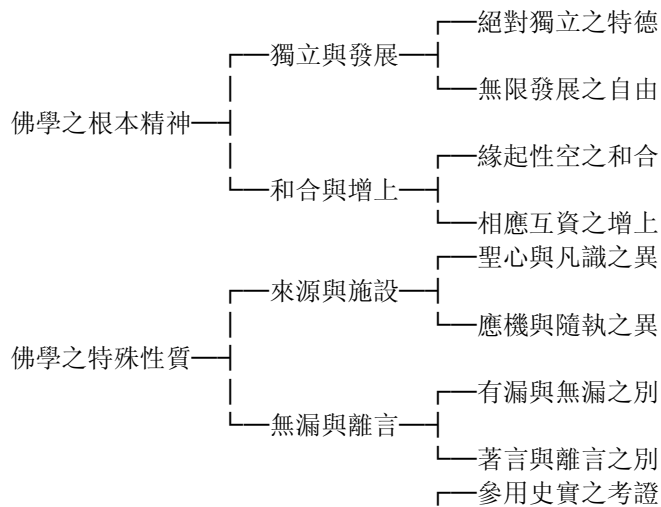 絕對獨立之特德
獨立與發展
無限發展之自由
佛學之根本精神
緣起性空之和合
和合與增上
相應互資之增上
聖心與凡識之異
來源與施設
應機與隨執之異
佛學之特殊性質
有漏與無漏之別
無漏與離言
著言與離言之別
參用史實之考證